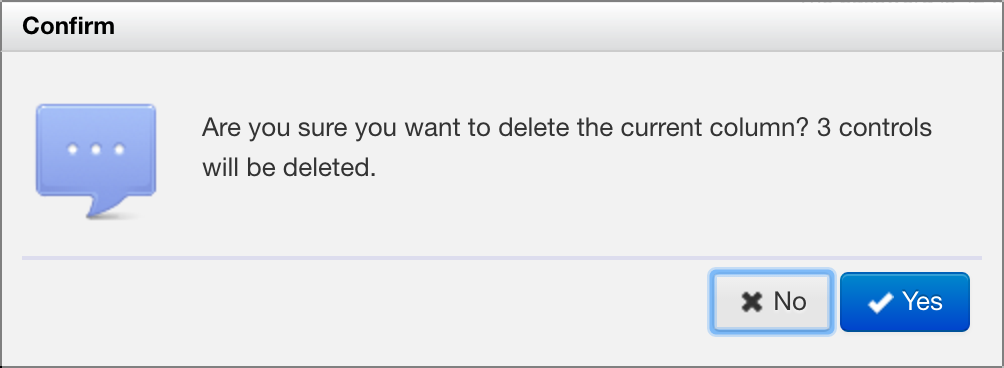 Confirm
Are you sure you want to delete the current column? 3 controls
will be deleted.
No
Yes